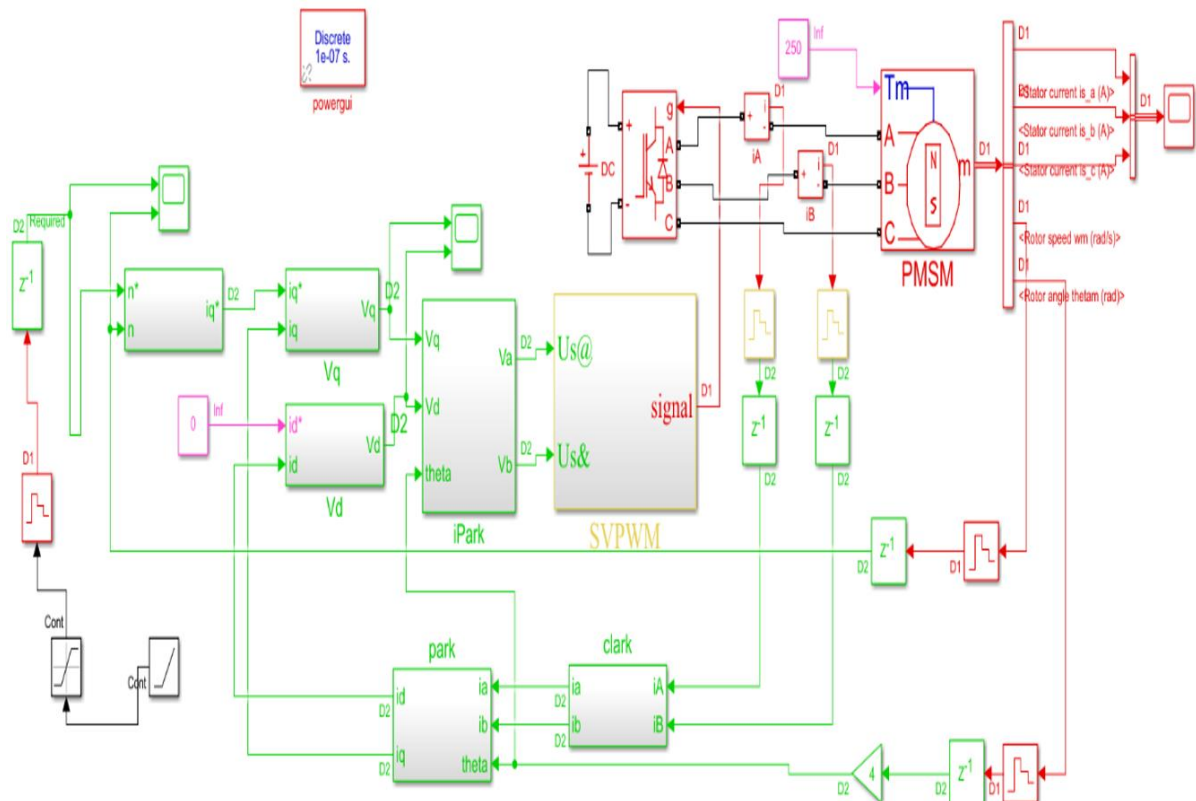 Discrete
1e-07 s.
powergui
250
Inf
Tm
A
B
C
m
N
S
PMSM
+
-
DC
g
A
B
C
D1
i
+
-
iA
D1
i
+
-
iB
D1
D1
<Stator current is_a (A)>
D1
<Stator current is_b (A)>
D1
<Stator current is_c (A)>
D1
<Rotor speed wm (rad/s)>
D1
<Rotor angle thetam (rad)>
D1
D2
Required
z-1
D1
n*
n
iq*
D2
iq*
iq
Vq
D2
Vq
0
Inf
id*
id
Vd
D2
Vd
Vq
Vd
theta
Va
Vb
iPark
D2
D2
Us@
Us&
signal
D1
SVPWM
D2
D2
z-1
z-1
D2
D2
z-1
D2
D1
Cont
Cont
park
id
iq
ia
ib
theta
D2
D2
clark
ia
ib
iA
iB
D2
D2
4
D2
z-1
D2
D1